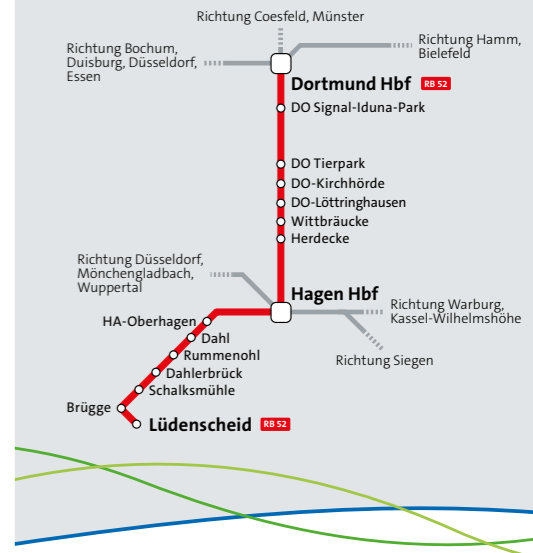 Richtung Coesfeld, Münster
Richtung Bochum,
Duisburg, Düsseldorf,
Essen
Richtung Hamm,
Bielefeld
Dortmund Hbf RB 52
DO Signal-Iduna-Park
DO Tierpark
DO-Kirchhörde
DO-Löttringhausen
Wittbräucke
Herdecke
Richtung Düsseldorf,
Mönchengladbach,
Wuppertal
Hagen Hbf
Richtung Warburg,
Kassel-Wilhelmshöhe
Richtung Siegen
HA-Oberhagen
Dahl
Rummenohl
Dahlerbrück
Schalksmühle
Brügge
Lüdenscheid RB 52